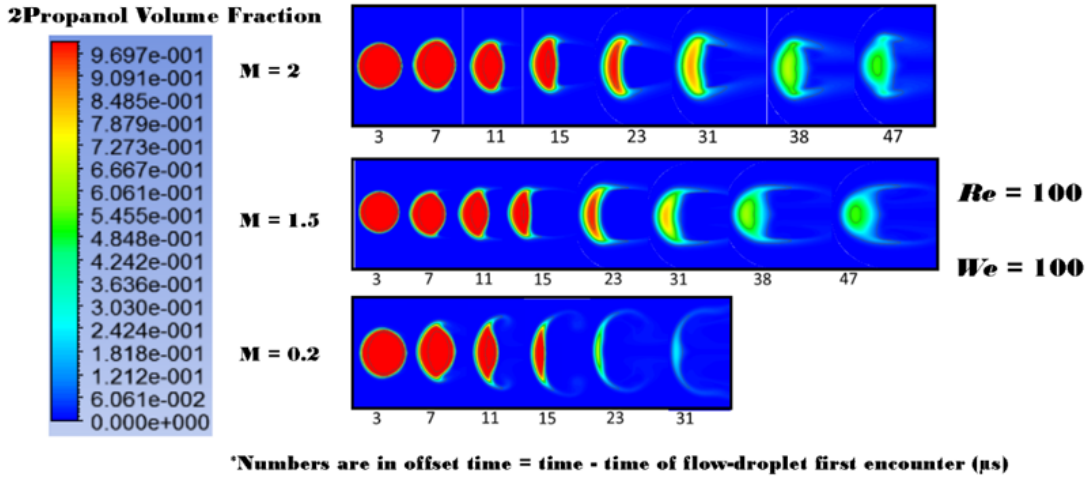 2Propanol Volume Fraction
9.697e-001
9.091e-001
8.485e-001
7.879e-001
7.273e-001
6.667e-001
6.061e-001
5.455e-001
4.848e-001
4.242e-001
3.636e-001
3.030e-001
2.424e-001
1.818e-001
1.212e-001
6.061e-002
0.000e+000
M = 2
3 7 11 15 23 31 38 47
M = 1.5
3 7 11 15 23 31 38 47
M = 0.2
3 7 11 15 23 31
Re = 100
We = 100
*Numbers are in offset time = time - time of flow-droplet first encounter (µs)